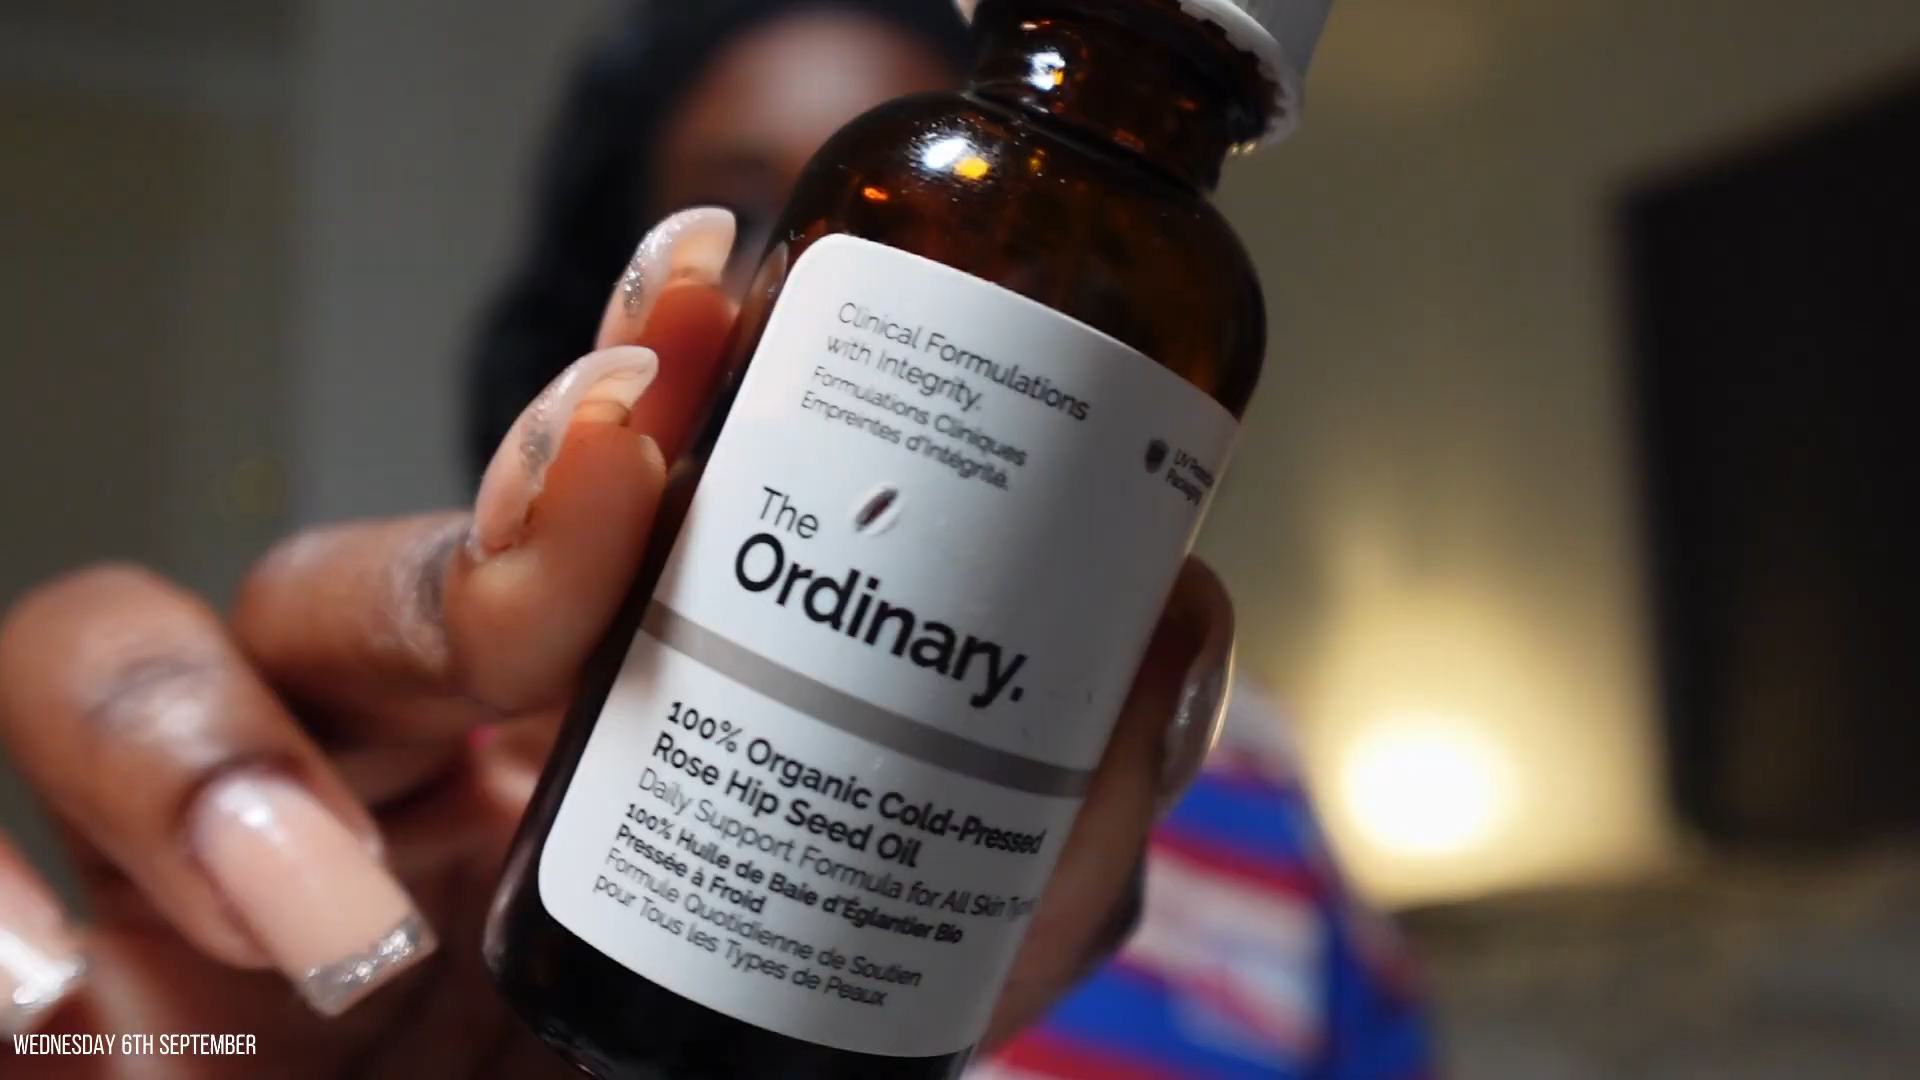 Clinical Formulations
with Integrity.
Formulations Cliniques
Empreintes d'Intégrité.
UV
Packaging
The
Ordinary.
100% Organic Cold-Pressed
Rose Hip Seed Oil
Daily Support Formula for All Skin
100% Huile de Baie d'Églantier Bio
Pressée à Froid
Formule Quotidienne de Soutien
pour Tous les Types de Peaux
WEDNESDAY 6TH SEPTEMBER